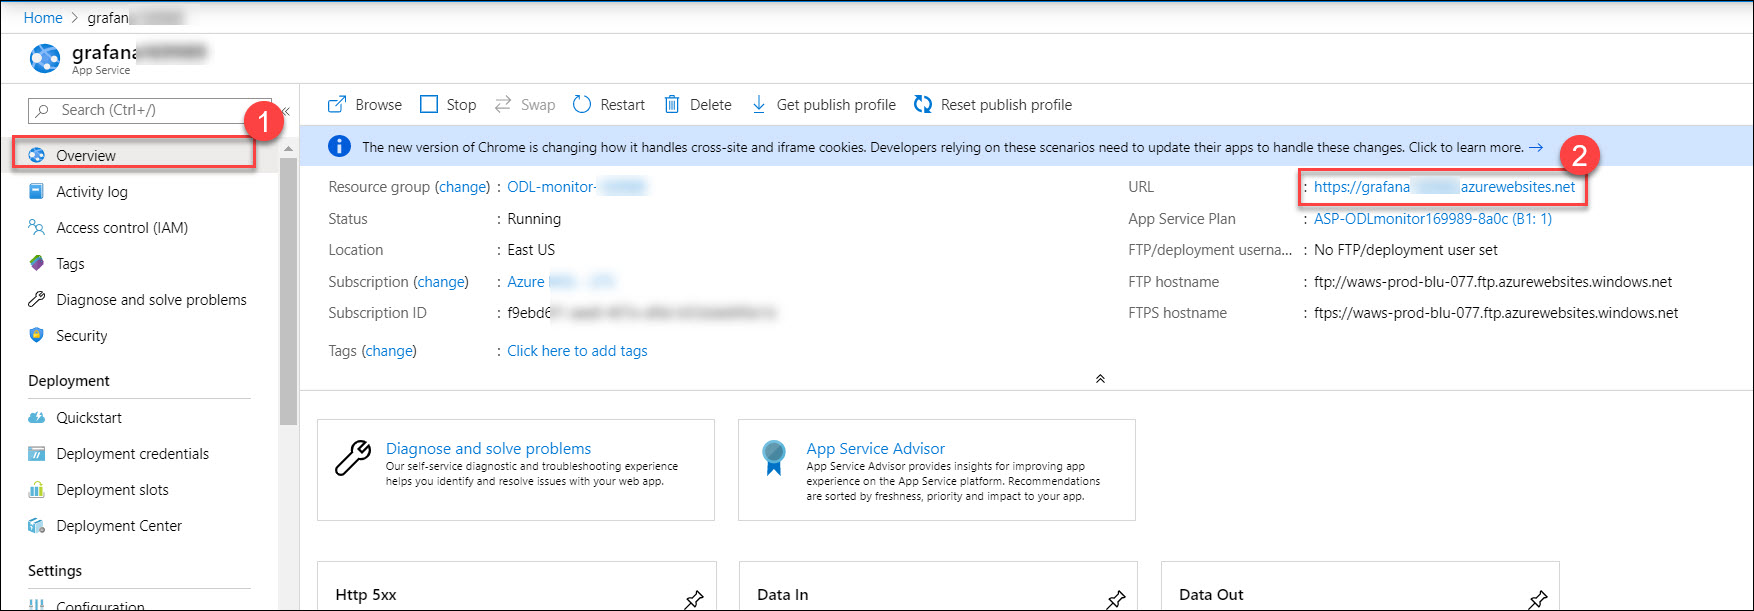 Home > grafana
grafana
App Service
Search (Ctrl+/)
«
1
Overview
Activity log
Access control (IAM)
Tags
Diagnose and solve problems
Security
Deployment
Quickstart
Deployment credentials
Deployment slots
Deployment Center
Settings
Configuration
Browse Stop Swap Restart Delete Get publish profile Reset publish profile
The new version of Chrome is changing how it handles cross-site and iframe cookies. Developers relying on these scenarios need to update their apps to handle these changes. Click to learn more. →
2
Resource group (change) : ODL-monitor-
Status : Running
Location : East US
Subscription (change) : Azure
Subscription ID : f9ebd6
Tags (change) : Click here to add tags
URL : https://grafana azurewebsites.net
App Service Plan : ASP-ODLmonitor169989-8a0c (B1: 1)
FTP/deployment userna... : No FTP/deployment user set
FTP hostname : ftp://waws-prod-blu-077.ftp.azurewebsites.windows.net
FTPS hostname : ftps://waws-prod-blu-077.ftp.azurewebsites.windows.net
Diagnose and solve problems
Our self-service diagnostic and troubleshooting experience
helps you identify and resolve issues with your web app.
App Service Advisor
App Service Advisor provides insights for improving app
experience on the App Service platform. Recommendations
are sorted by freshness, priority and impact to your app.
Http 5xx
Data In
Data Out